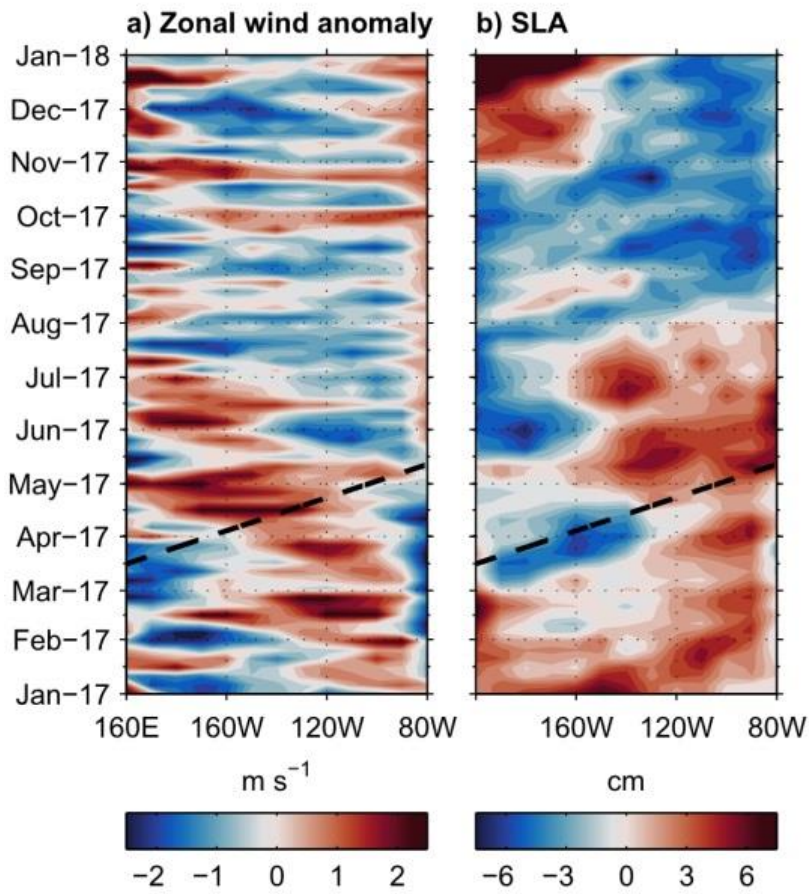 a) Zonal wind anomaly
b) SLA
Jan−18
Dec−17
Nov−17
Oct−17
Sep−17
Aug−17
Jul−17
Jun−17
May−17
Apr−17
Mar−17
Feb−17
Jan−17
160E 160W 120W 80W
160W 120W 80W
m s−1
cm
−2 −1 0 1 2
−6 −3 0 3 6